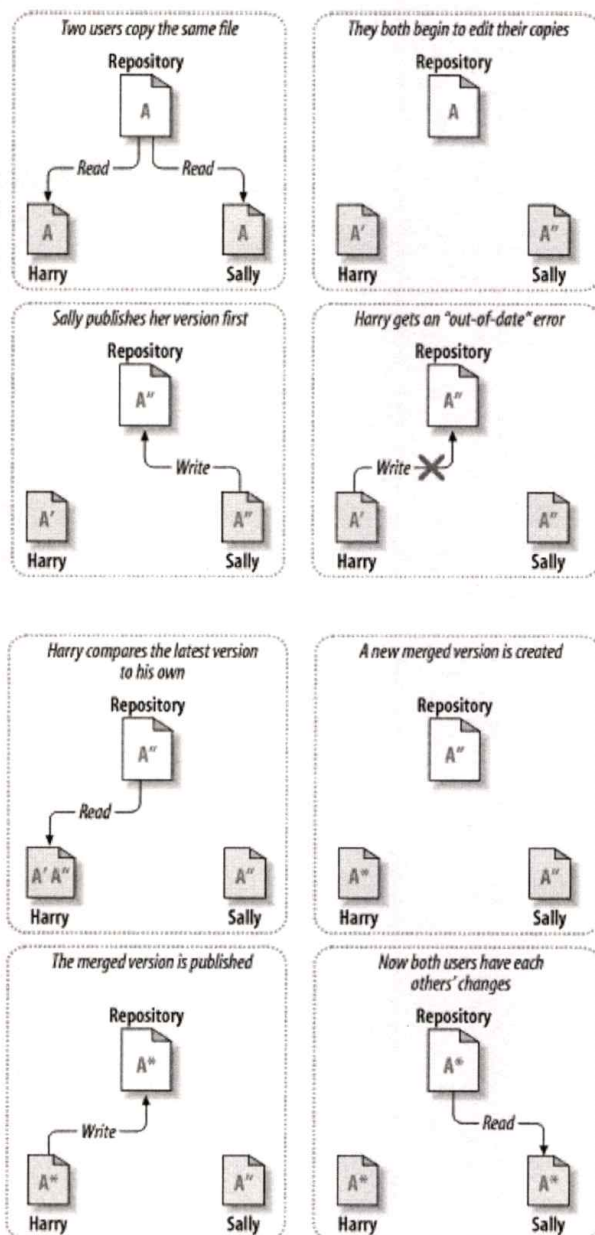 Two users copy the same file
Repository
A
Read
Read
A
A
Harry
Sally
They both begin to edit their copies
Repository
A
A'
A"
Harry
Sally
Sally publishes her version first
Repository
A"
Write
A'
A"
Harry
Sally
Harry gets an "out-of-date" error
Repository
A"
Write
A'
A"
Harry
Sally
Harry compares the latest version
to his own
Repository
A"
Read
A' A"
A"
Harry
Sally
A new merged version is created
Repository
A"
A*
A"
Harry
Sally
The merged version is published
Repository
A*
Write
A*
A"
Harry
Sally
Now both users have each
others' changes
Repository
A*
Read
A*
A*
Harry
Sally